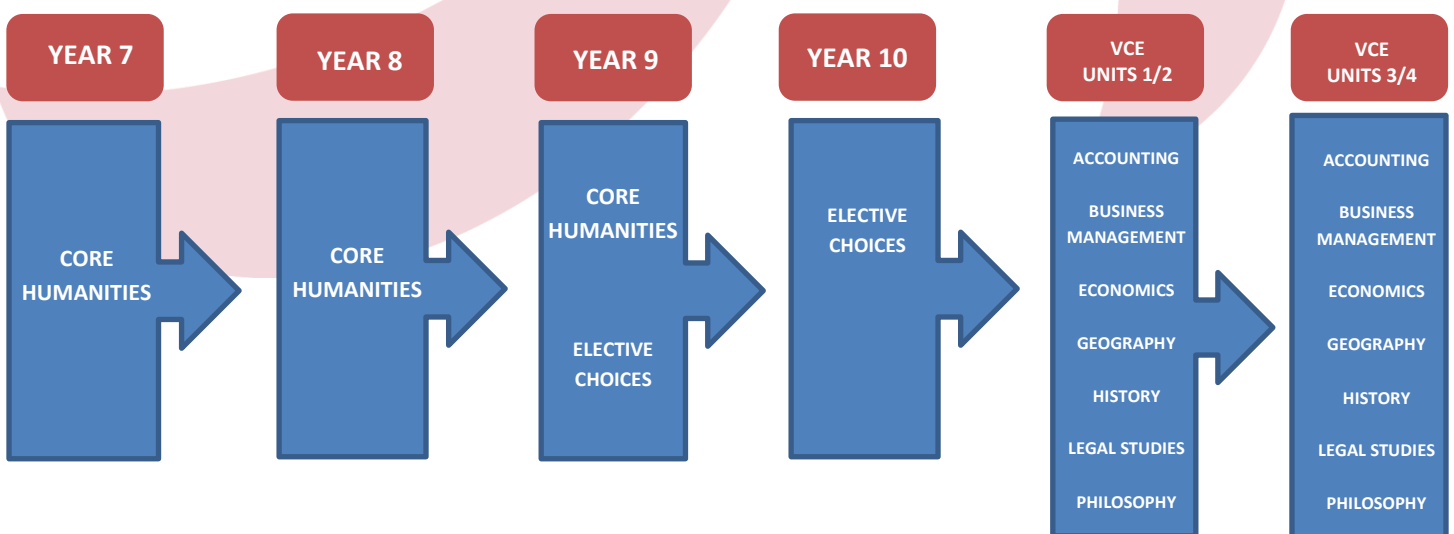 YEAR 7
YEAR 8
YEAR 9
YEAR 10
VCE
UNITS 1/2
VCE
UNITS 3/4
CORE
HUMANITIES
CORE
HUMANITIES
CORE
HUMANITIES
ELECTIVE
CHOICES
ELECTIVE
CHOICES
ACCOUNTING
BUSINESS
MANAGEMENT
ECONOMICS
GEOGRAPHY
HISTORY
LEGAL STUDIES
PHILOSOPHY
ACCOUNTING
BUSINESS
MANAGEMENT
ECONOMICS
GEOGRAPHY
HISTORY
LEGAL STUDIES
PHILOSOPHY